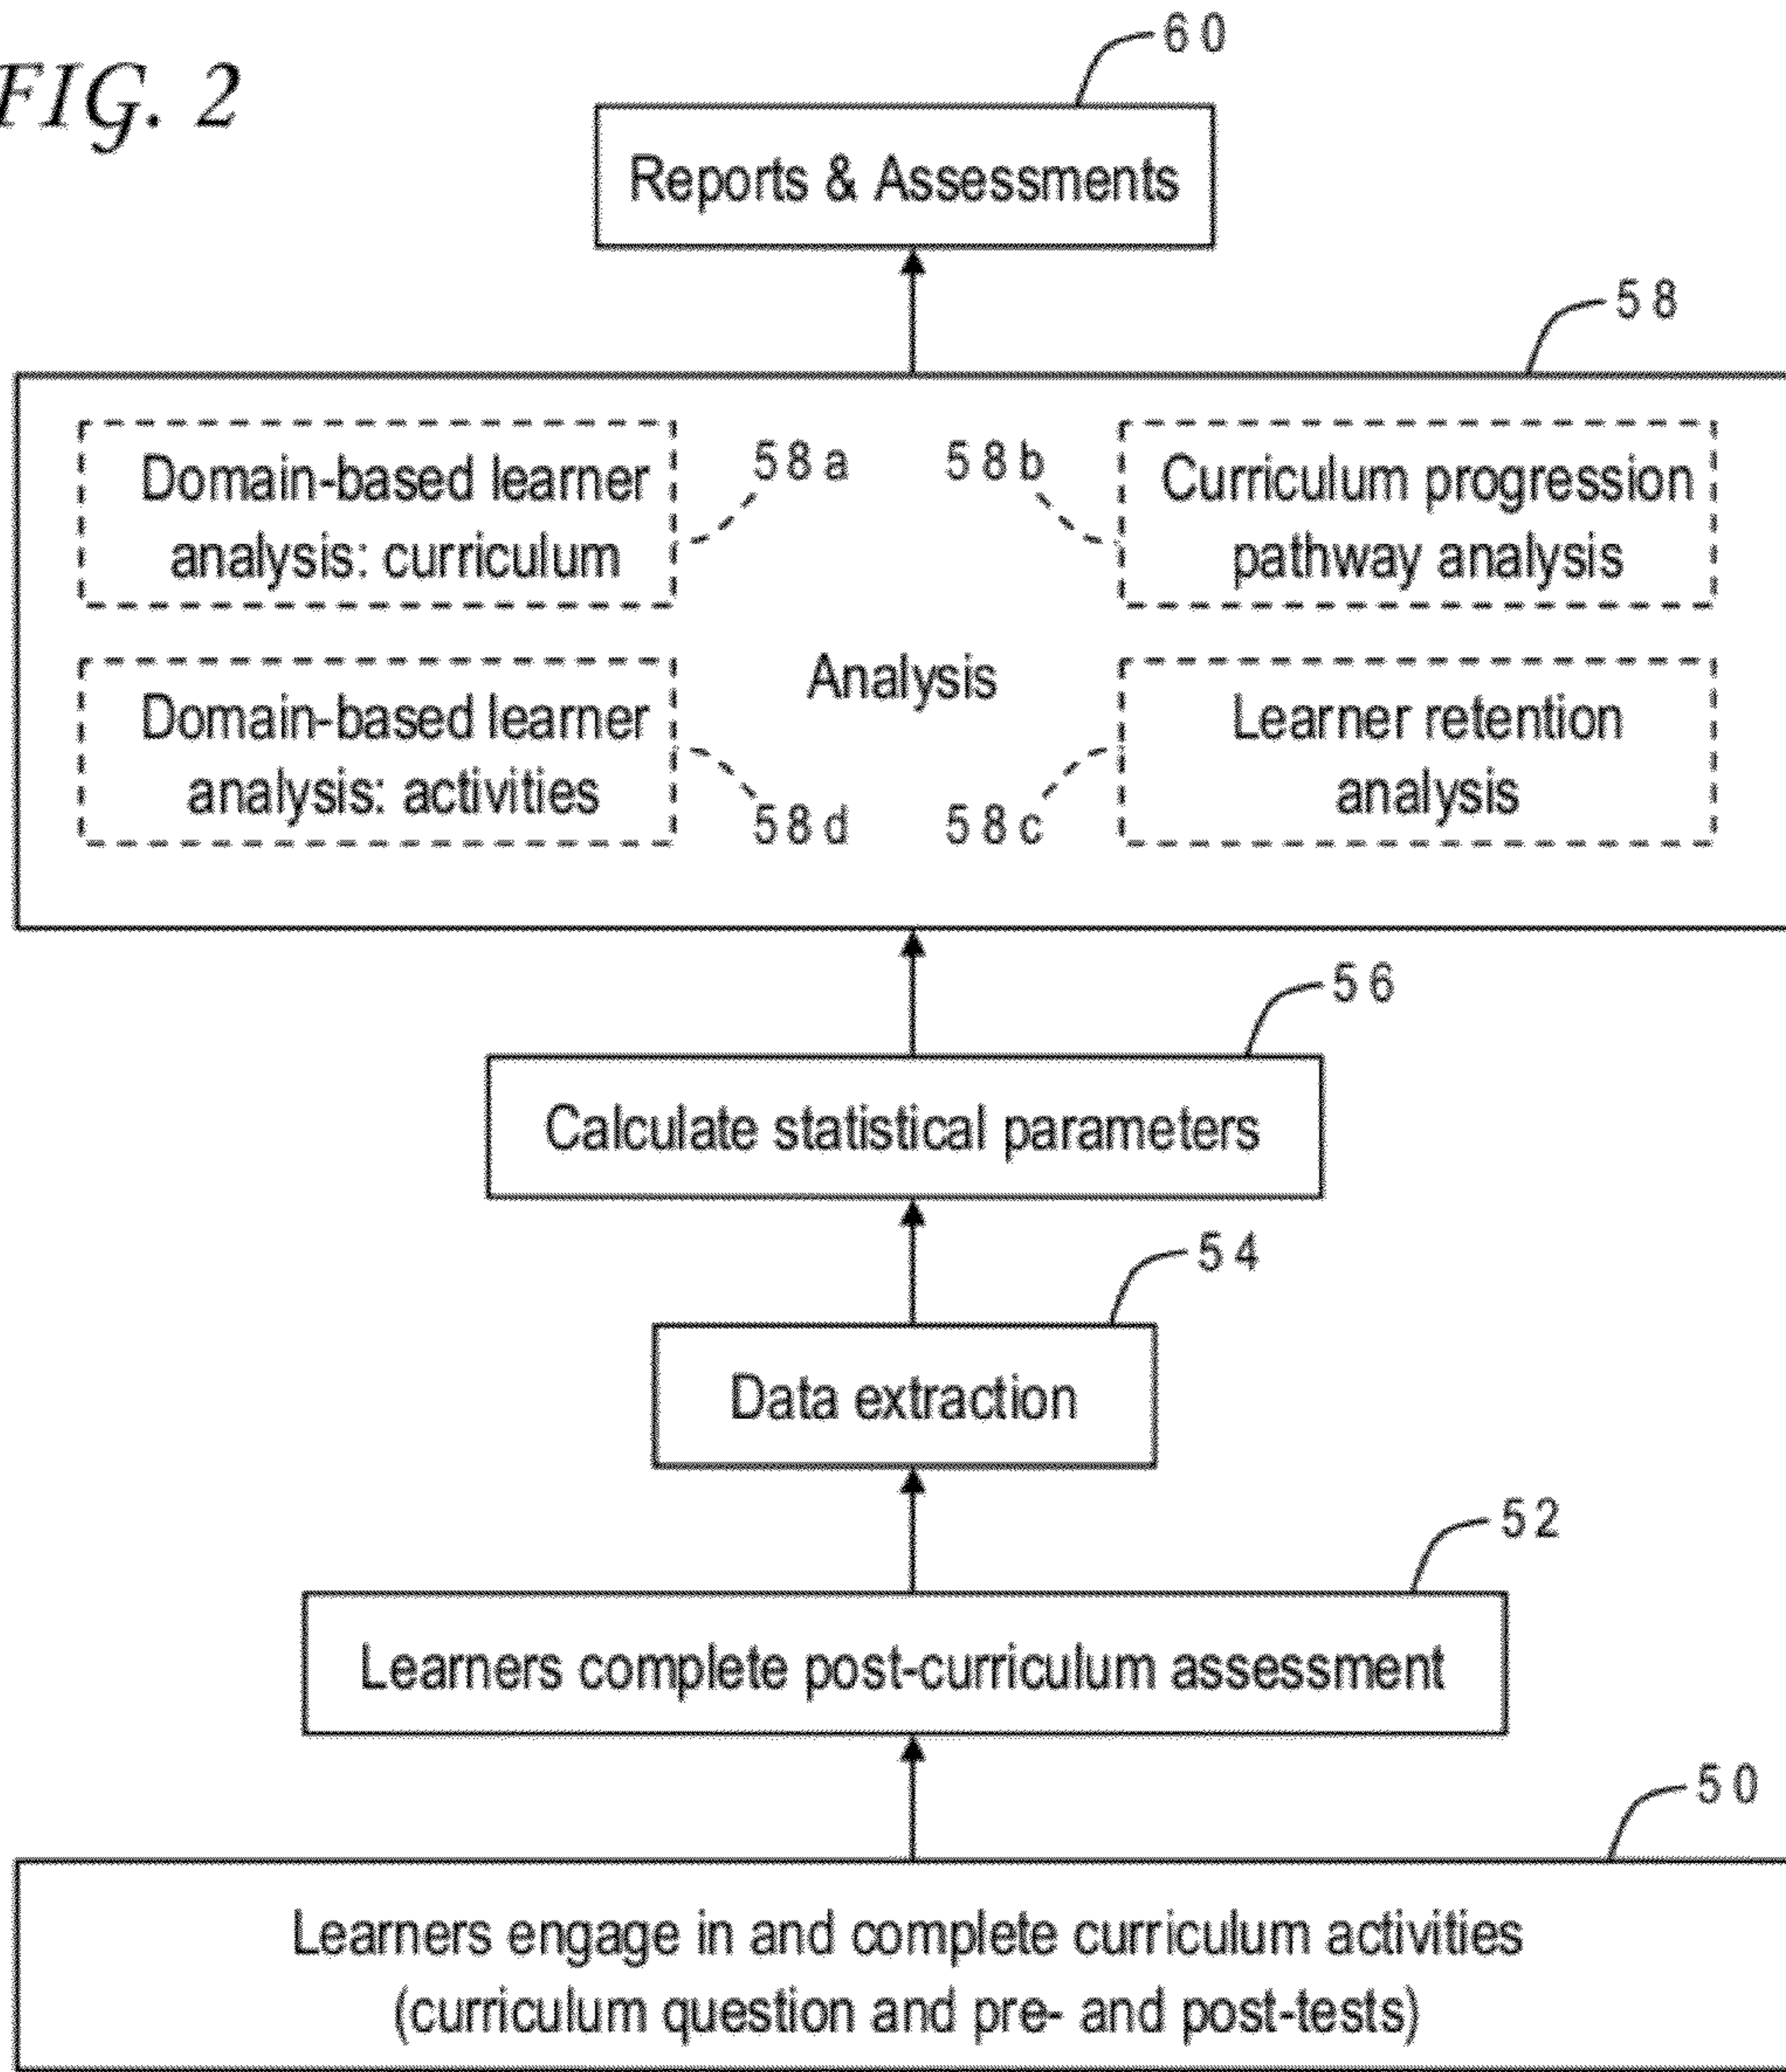 FIG. 2
60
Reports & Assessments
58
Domain-based learner
analysis: curriculum
58a
58b
Curriculum progression
pathway analysis
Analysis
Domain-based learner
analysis: activities
58d
58c
Learner retention
analysis
56
Calculate statistical parameters
54
Data extraction
52
Learners complete post-curriculum assessment
50
Learners engage in and complete curriculum activities
(curriculum question and pre- and post-tests)